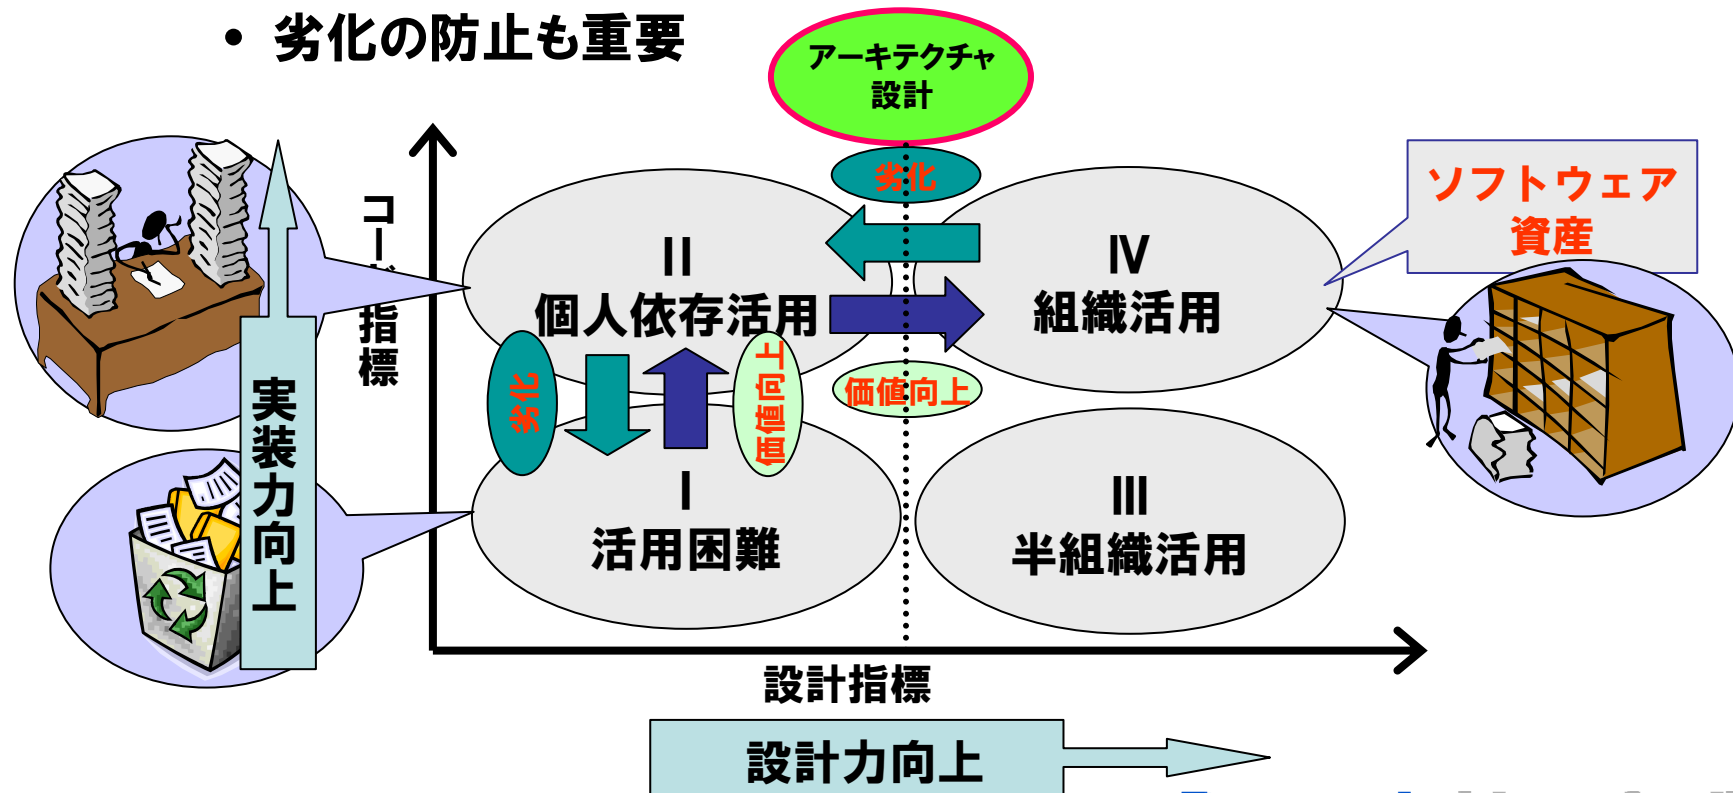 • 劣化の防止も重要
アーキテクチャ
設計
劣化
ソフトウェア
資産
コード指標
Ⅱ
個人依存活用
Ⅳ
組織活用
実装力向上
劣化
価値向上
価値向上
Ⅰ
活用困難
Ⅲ
半組織活用
設計指標
設計力向上